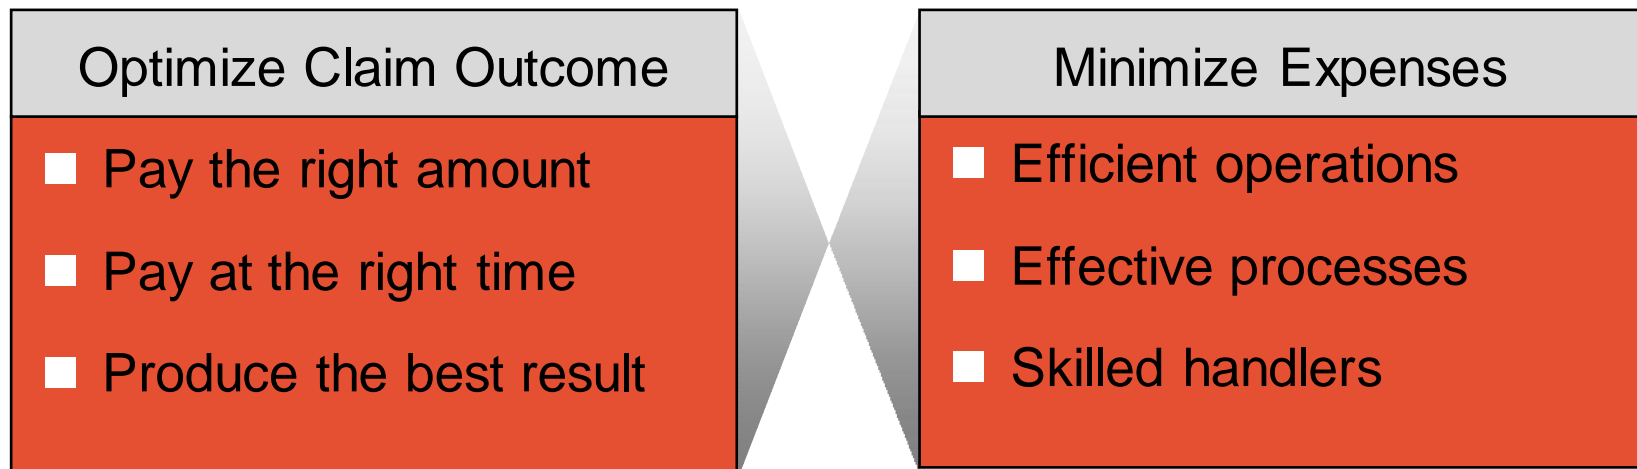 Optimize Claim Outcome
Pay the right amount
Pay at the right time
Produce the best result
Minimize Expenses
Efficient operations
Effective processes
Skilled handlers